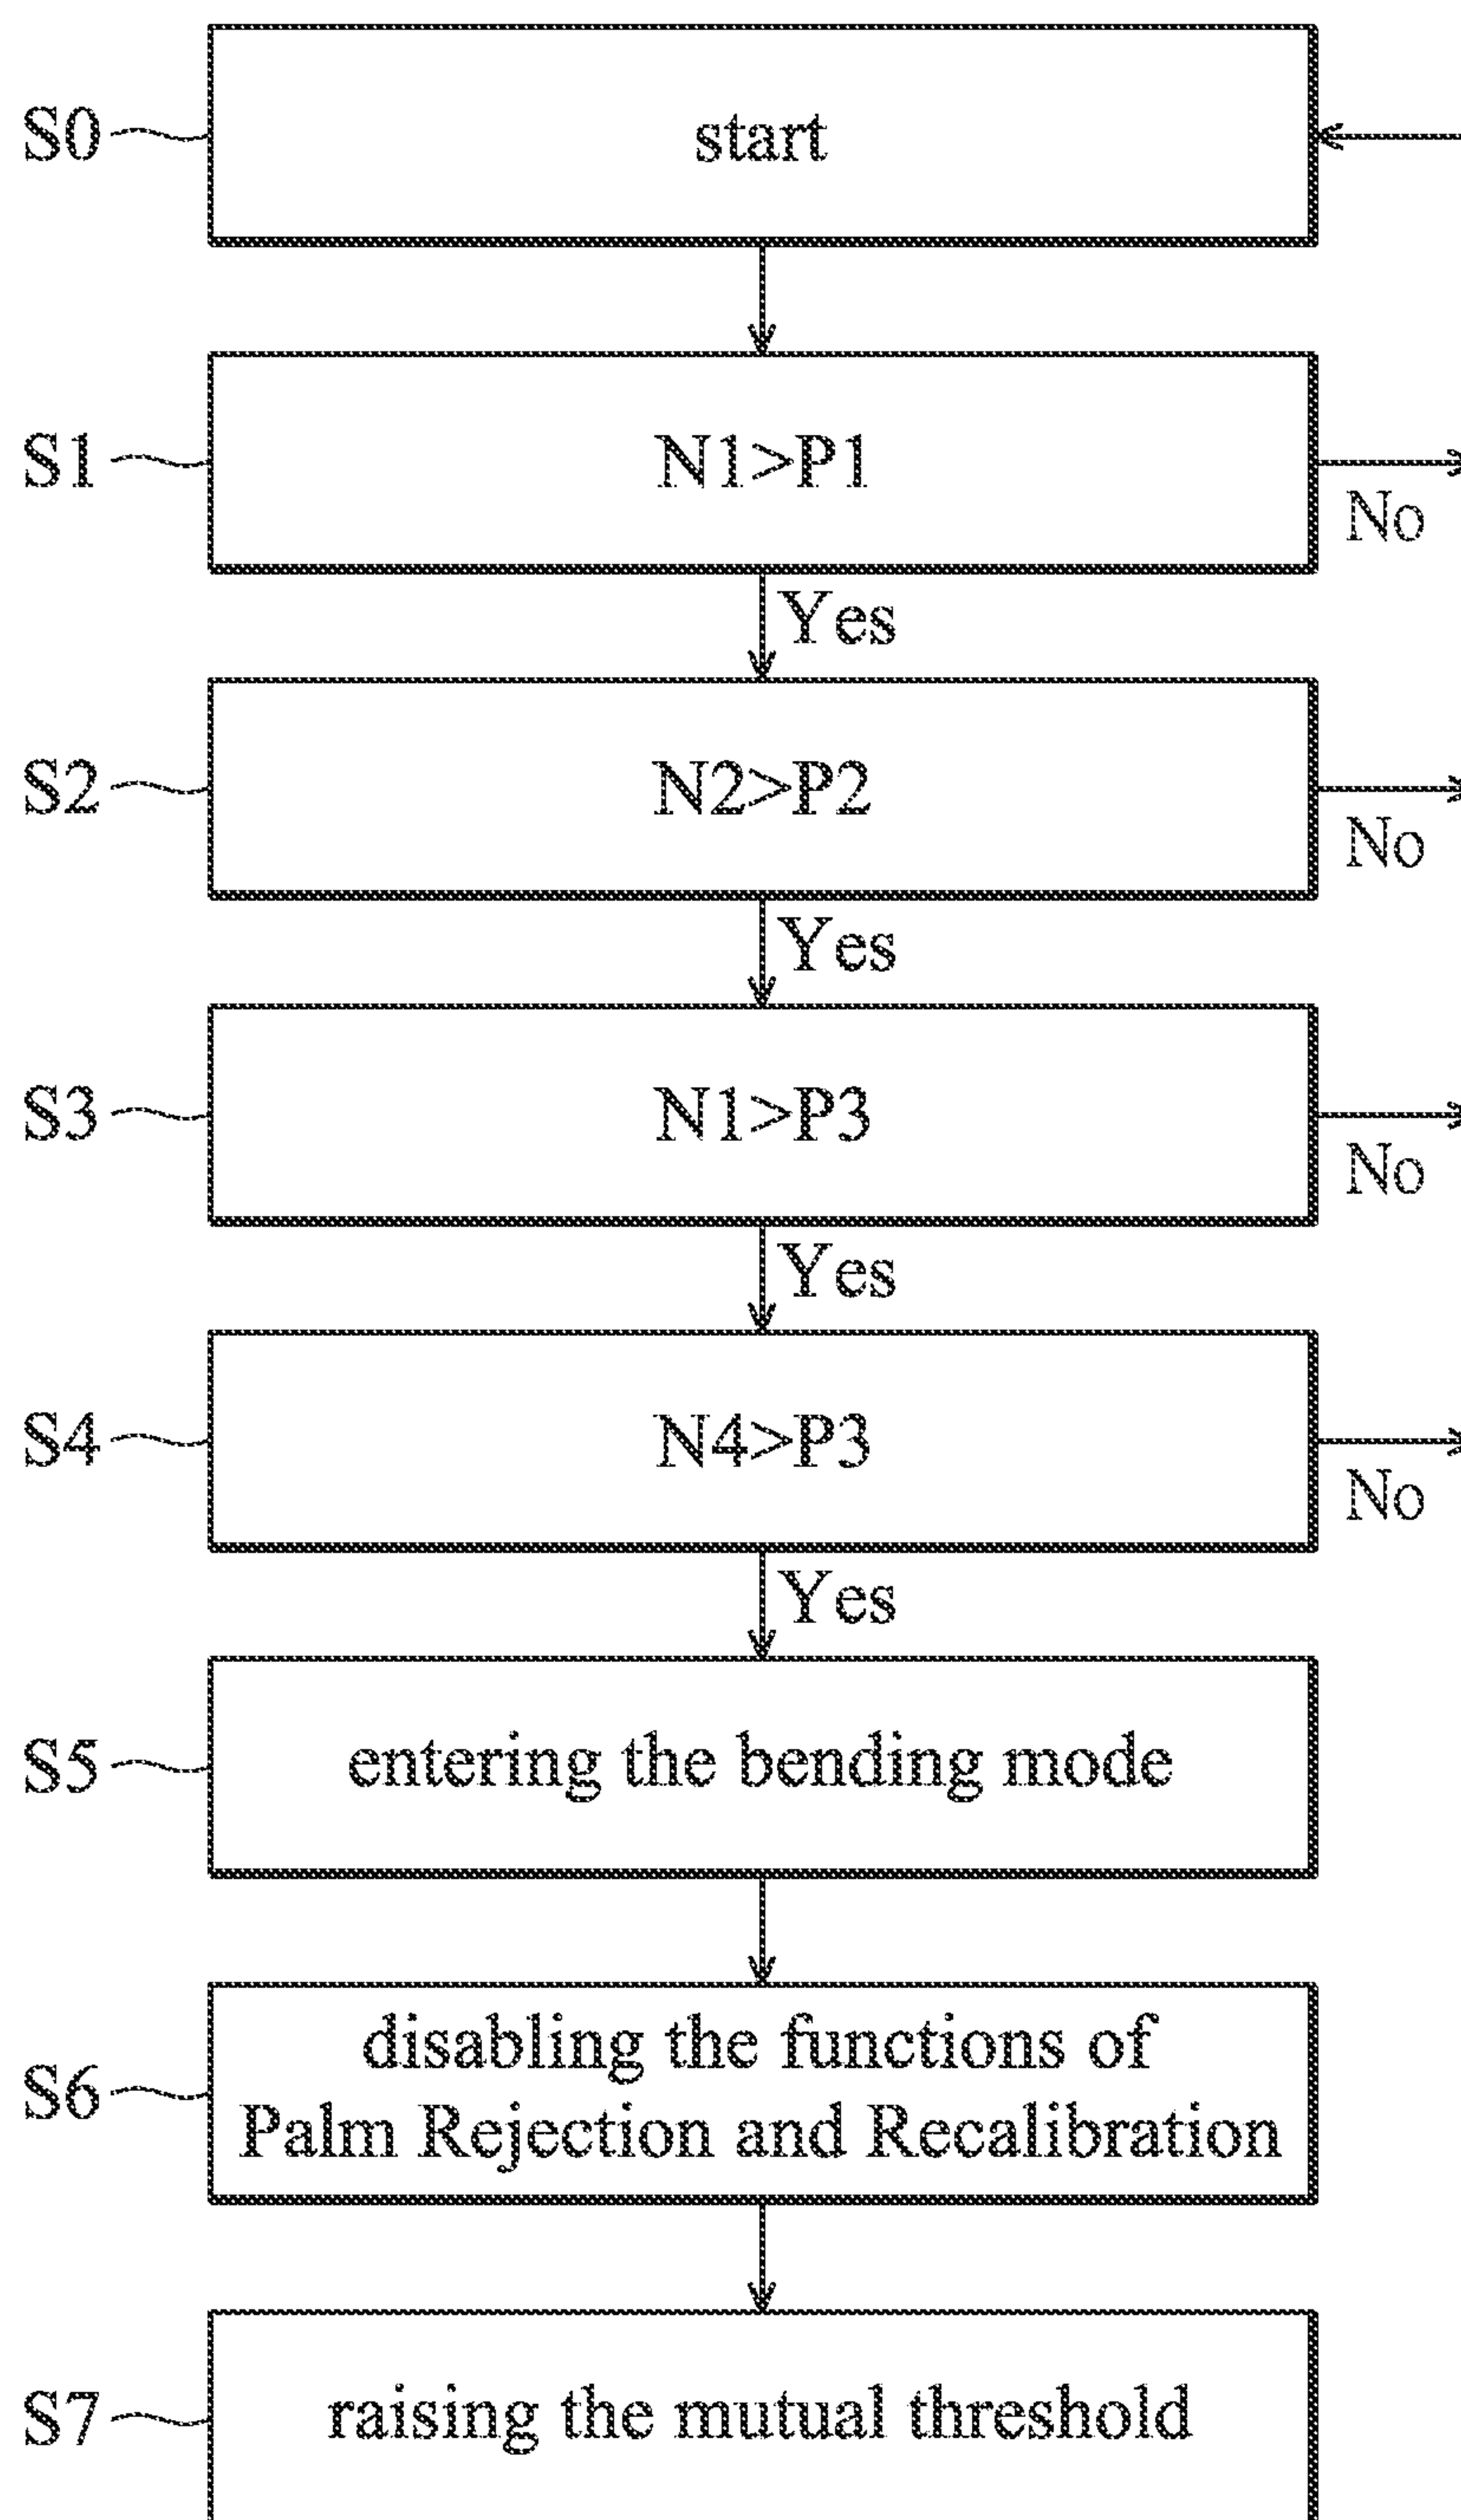 S0
start
S1
N1>P1
No
Yes
S2
N2>P2
No
Yes
S3
N1>P3
No
Yes
S4
N4>P3
No
Yes
S5
entering the bending mode
S6
disabling the functions of
Palm Rejection and Recalibration
S7
raising the mutual threshold